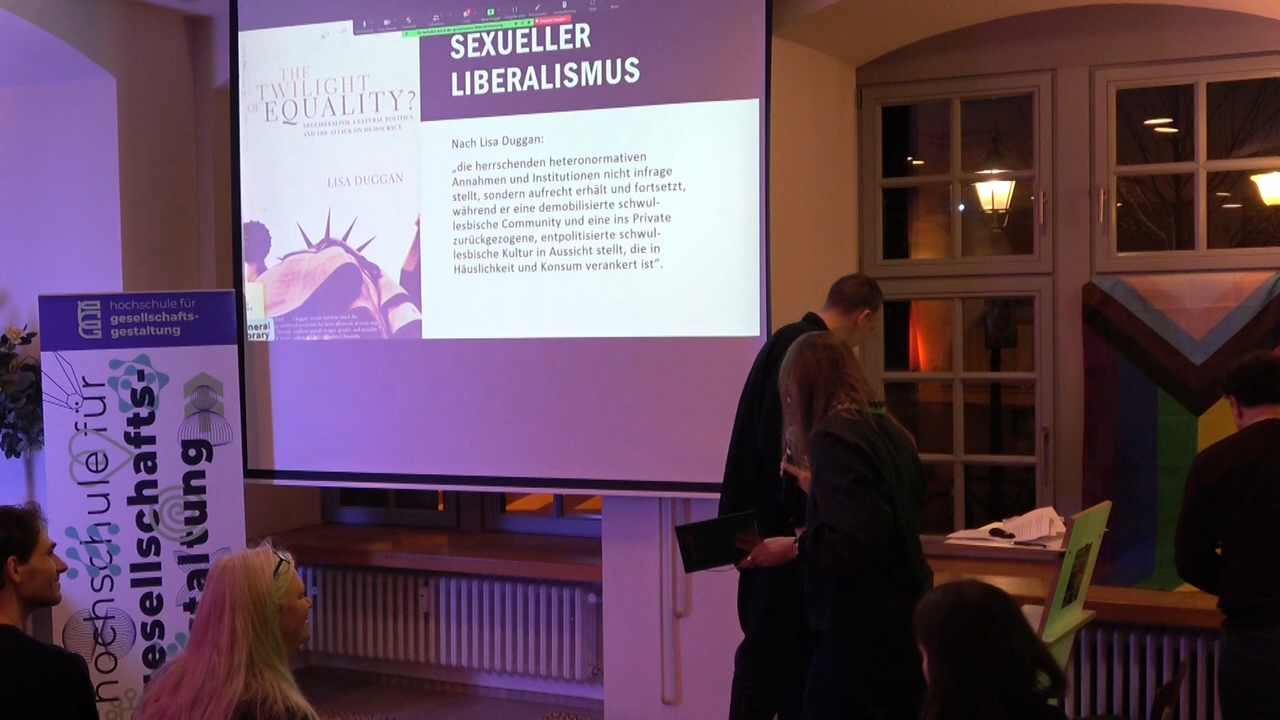 SEXUELLER
LIBERALISMUS
THE
TWILIGHT
OF EQUALITY?
NEOLIBERALISM, CULTURAL POLITICS,
AND THE ATTACK ON DEMOCRACY
LISA DUGGAN
Nach Lisa Duggan:
„die herrschenden heteronormativen
Annahmen und Institutionen nicht infrage
stellt, sondern aufrecht erhält und fortsetzt,
während er eine demobilisierte schwul-
lesbische Community und eine ins Private
zurückgezogene, entpolitisierte schwul-
lesbische Kultur in Aussicht stellt, die in
Häuslichkeit und Konsum verankert ist“.
hochschule für
gesellschafts-
gestaltung
hochschule für
gesellschafts-
staltung